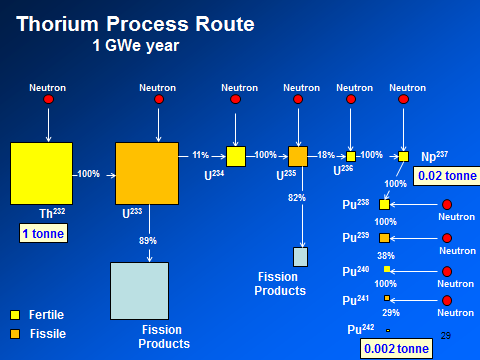 Thorium Process Route
1 GWe year
Neutron Neutron Neutron Neutron Neutron Neutron
100% 11% 100% 18% 100%
Th232 U233 U234 U235 U236 Np237
1 tonne
0.02 tonne
89%
82%
100%
Pu238
Neutron
100%
Pu239
Neutron
38%
Pu240
Neutron
100%
Pu241
Neutron
29%
Pu242
0.002 tonne
Fission
Products
Fission
Products
Fertile
Fissile
29